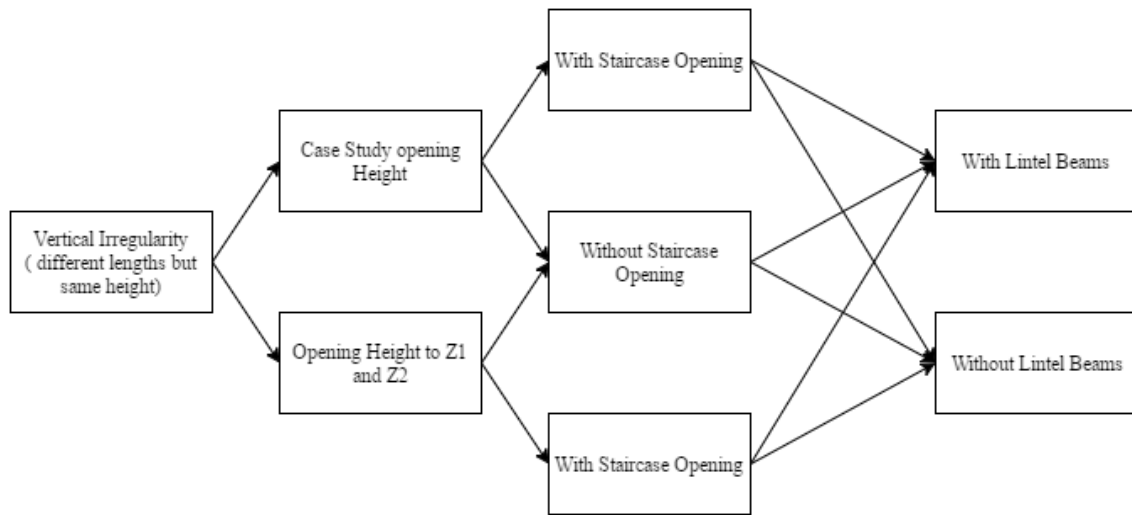 Vertical Irregularity
( different lengths but
same height)
Case Study opening
Height
Opening Height to Z1
and Z2
With Staircase Opening
Without Staircase
Opening
With Staircase Opening
With Lintel Beams
Without Lintel Beams